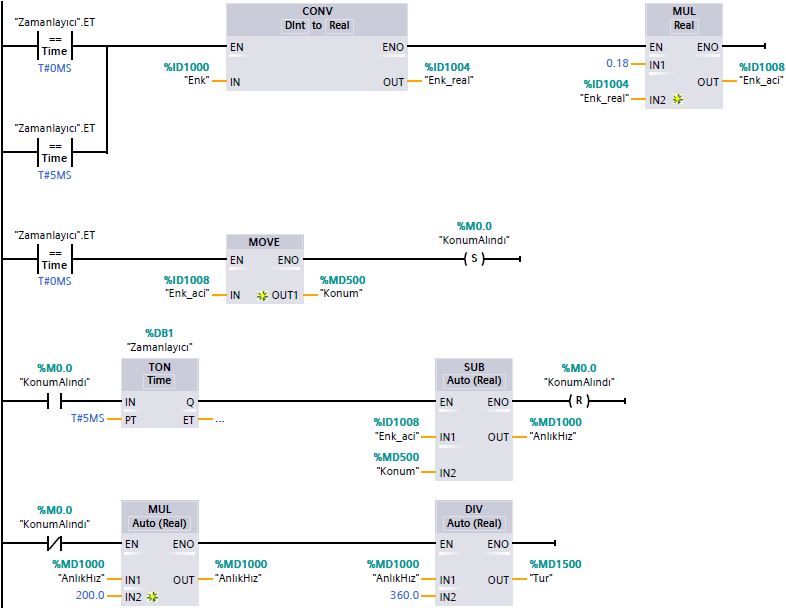 "Zamanlayıcı".ET
==
Time
T#0MS
CONV
DInt to Real
EN
ENO
%ID1000
"Enk"
IN
OUT
%ID1004
"Enk_real"
MUL
Real
EN
ENO
0.18
IN1
%ID1004
"Enk_real"
IN2
OUT
%ID1008
"Enk_aci"
"Zamanlayıcı".ET
==
Time
T#5MS
"Zamanlayıcı".ET
==
Time
T#0MS
MOVE
EN
ENO
%ID1008
"Enk_aci"
IN
OUT1
%MD500
"Konum"
%M0.0
"KonumAlındı"
S
%M0.0
"KonumAlındı"
%DB1
"Zamanlayıcı"
TON
Time
IN
Q
T#5MS
PT
ET
...
SUB
Auto (Real)
EN
ENO
%ID1008
"Enk_aci"
IN1
%MD500
"Konum"
IN2
OUT
%MD1000
"AnlıkHız"
%M0.0
"KonumAlındı"
R
%M0.0
"KonumAlındı"
MUL
Auto (Real)
EN
ENO
%MD1000
"AnlıkHız"
IN1
200.0
IN2
OUT
%MD1000
"AnlıkHız"
DIV
Auto (Real)
EN
ENO
%MD1000
"AnlıkHız"
IN1
360.0
IN2
OUT
%MD1500
"Tur"